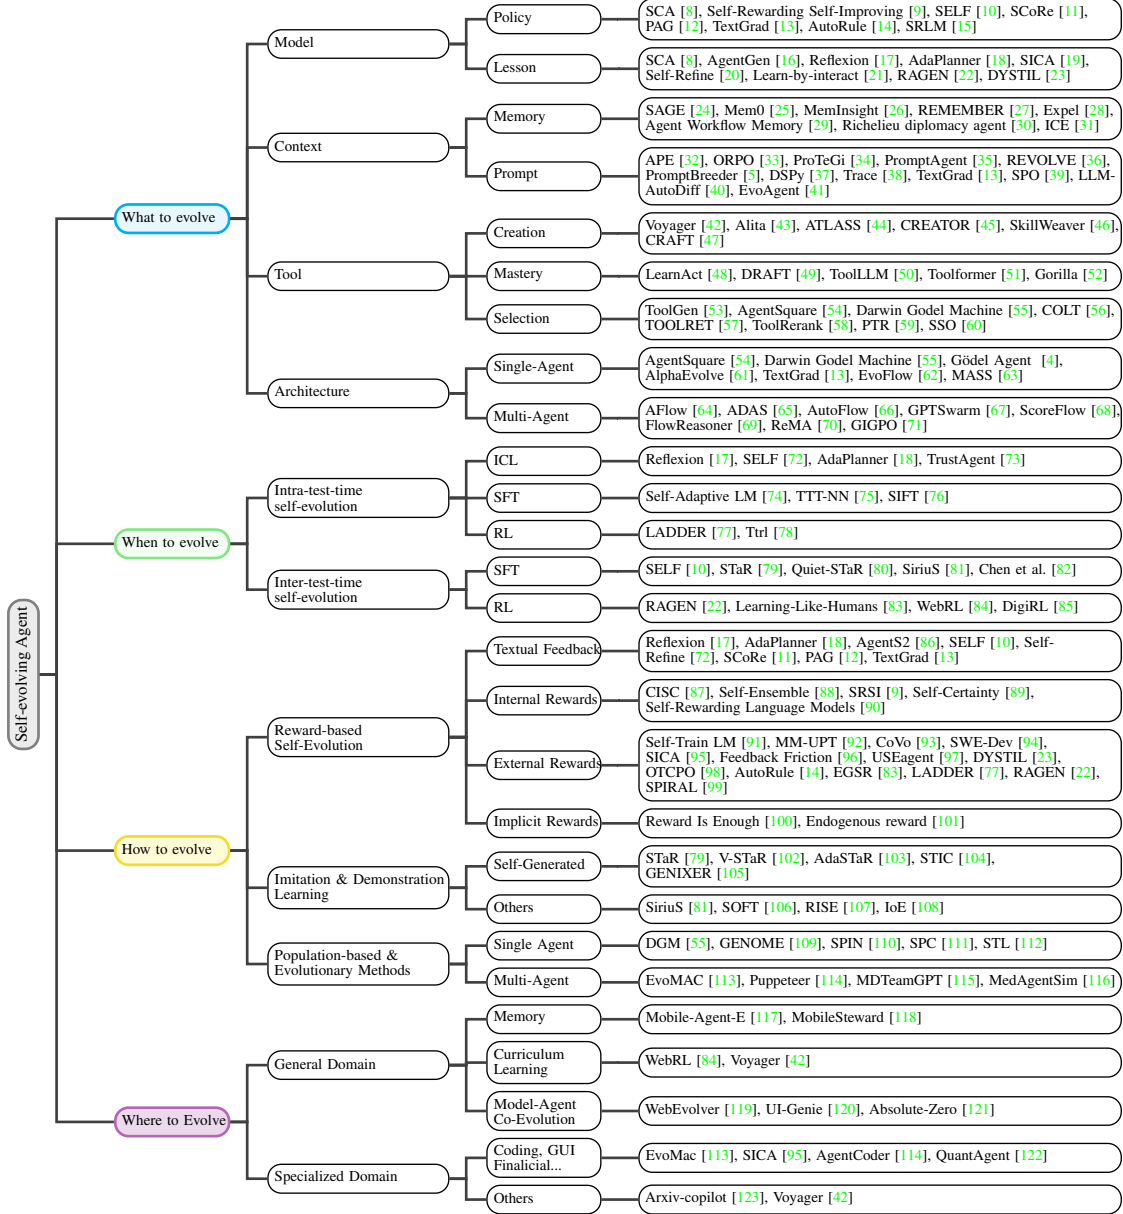 Self-evolving Agent
What to evolve
Model
Policy
SCA [8], Self-Rewarding Self-Improving [9], SELF [10], SCoRe [11],
PAG [12], TextGrad [13], AutoRule [14], SRLM [15]
Lesson
SCA [8], AgentGen [16], Reflexion [17], AdaPlanner [18], SICA [19],
Self-Refine [20], Learn-by-interact [21], RAGEN [22], DYSTIL [23]
Context
Memory
SAGE [24], Mem0 [25], MemInsight [26], REMEMBER [27], Expel [28],
Agent Workflow Memory [29], Richelieu diplomacy agent [30], ICE [31]
Prompt
APE [32], ORPO [33], ProTeGi [34], PromptAgent [35], REVOLVE [36],
PromptBreeder [5], DSPy [37], Trace [38], TextGrad [13], SPO [39], LLM-
AutoDiff [40], EvoAgent [41]
Tool
Creation
Voyager [42], Alita [43], ATLASS [44], CREATOR [45], SkillWeaver [46],
CRAFT [47]
Mastery
LearnAct [48], DRAFT [49], ToolLLM [50], Toolformer [51], Gorilla [52]
Selection
ToolGen [53], AgentSquare [54], Darwin Godel Machine [55], COLT [56],
TOOLRET [57], ToolRerank [58], PTR [59], SSO [60]
Architecture
Single-Agent
AgentSquare [54], Darwin Godel Machine [55], Gödel Agent [4],
AlphaEvolve [61], TextGrad [13], EvoFlow [62], MASS [63]
Multi-Agent
AFlow [64], ADAS [65], AutoFlow [66], GPTSwarm [67], ScoreFlow [68],
FlowReasoner [69], ReMA [70], GIGPO [71]
When to evolve
Intra-test-time
self-evolution
ICL
Reflexion [17], SELF [72], AdaPlanner [18], TrustAgent [73]
SFT
Self-Adaptive LM [74], TTT-NN [75], SIFT [76]
RL
LADDER [77], Ttrl [78]
Inter-test-time
self-evolution
SFT
SELF [10], STaR [79], Quiet-STaR [80], SiriuS [81], Chen et al. [82]
RL
RAGEN [22], Learning-Like-Humans [83], WebRL [84], DigiRL [85]
How to evolve
Reward-based
Self-Evolution
Textual Feedback
Reflexion [17], AdaPlanner [18], AgentS2 [86], SELF [10], Self-
Refine [72], SCoRe [11], PAG [12], TextGrad [13]
Internal Rewards
CISC [87], Self-Ensemble [88], SRSI [9], Self-Certainty [89],
Self-Rewarding Language Models [90]
External Rewards
Self-Train LM [91], MM-UPT [92], CoVo [93], SWE-Dev [94],
SICA [95], Feedback Friction [96], USEagent [97], DYSTIL [23],
OTCPO [98], AutoRule [14], EGSR [83], LADDER [77], RAGEN [22],
SPIRAL [99]
Implicit Rewards
Reward Is Enough [100], Endogenous reward [101]
Imitation & Demonstration
Learning
Self-Generated
STaR [79], V-STaR [102], AdaSTaR [103], STIC [104],
GENIXER [105]
Others
SiriuS [81], SOFT [106], RISE [107], IoE [108]
Population-based &
Evolutionary Methods
Single Agent
DGM [55], GENOME [109], SPIN [110], SPC [111], STL [112]
Multi-Agent
EvoMAC [113], Puppeteer [114], MDTeamGPT [115], MedAgentSim [116]
Where to Evolve
General Domain
Memory
Mobile-Agent-E [117], MobileSteward [118]
Curriculum
Learning
WebRL [84], Voyager [42]
Model-Agent
Co-Evolution
WebEvolver [119], UI-Genie [120], Absolute-Zero [121]
Specialized Domain
Coding, GUI
Finalicial...
EvoMac [113], SICA [95], AgentCoder [114], QuantAgent [122]
Others
Arxiv-copilot [123], Voyager [42]